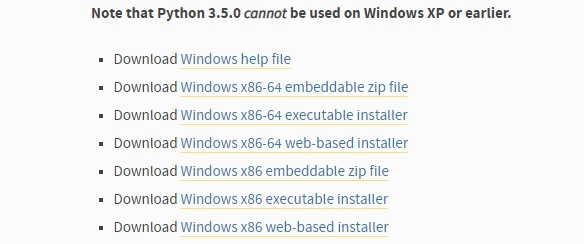 Note that Python 3.5.0 cannot be used on Windows XP or earlier.
Download Windows help file
Download Windows x86-64 embeddable zip file
Download Windows x86-64 executable installer
Download Windows x86-64 web-based installer
Download Windows x86 embeddable zip file
Download Windows x86 executable installer
Download Windows x86 web-based installer